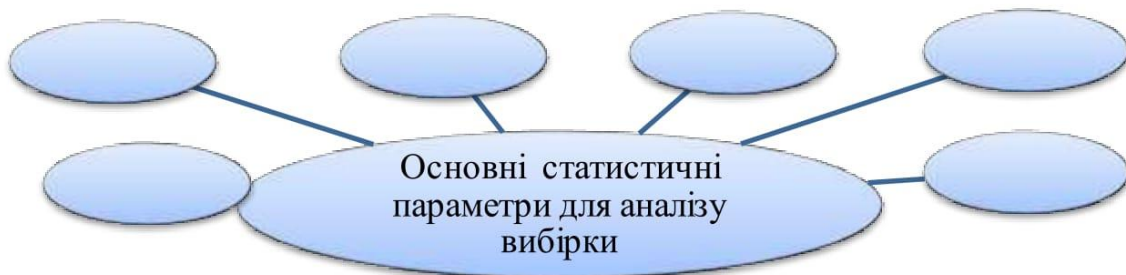 Основні статистичні
параметри для аналізу
вибірки